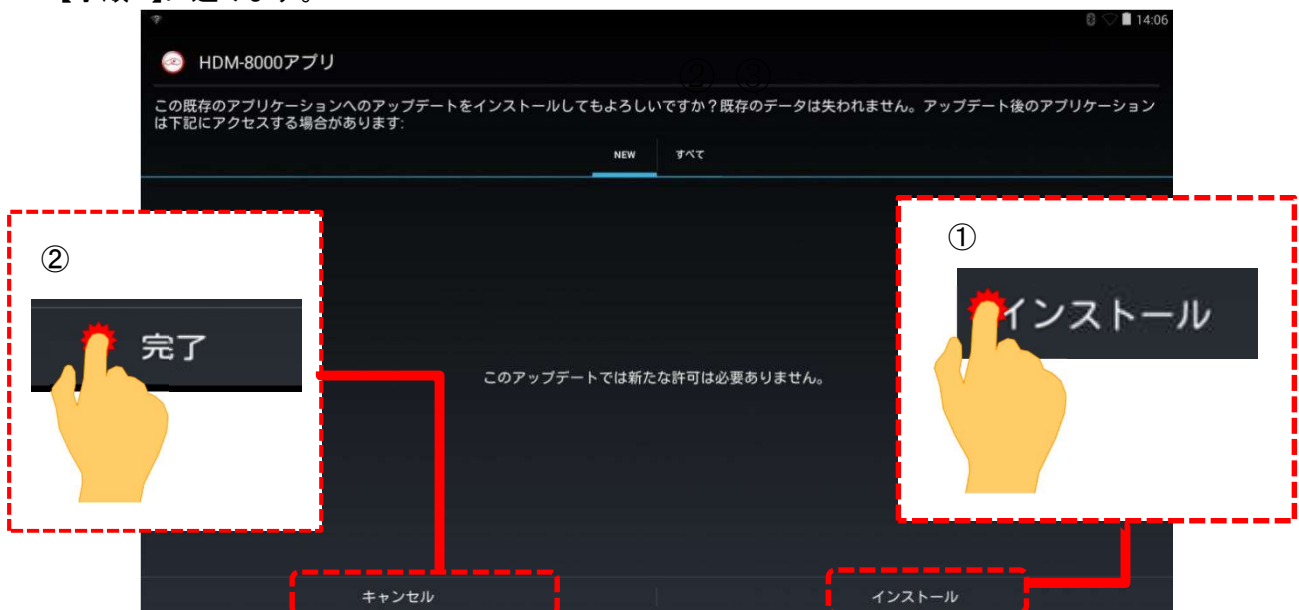 14:06
HDM-8000アプリ
② ③
この既存のアプリケーションへのアップデートをインストールしてもよろしいですか？既存のデータは失われません。アップデート後のアプリケーション
は下記にアクセスする場合があります:
NEW すべて
②
完了
①
インストール
このアップデートでは新たな許可は必要ありません。
キャンセル
インストール